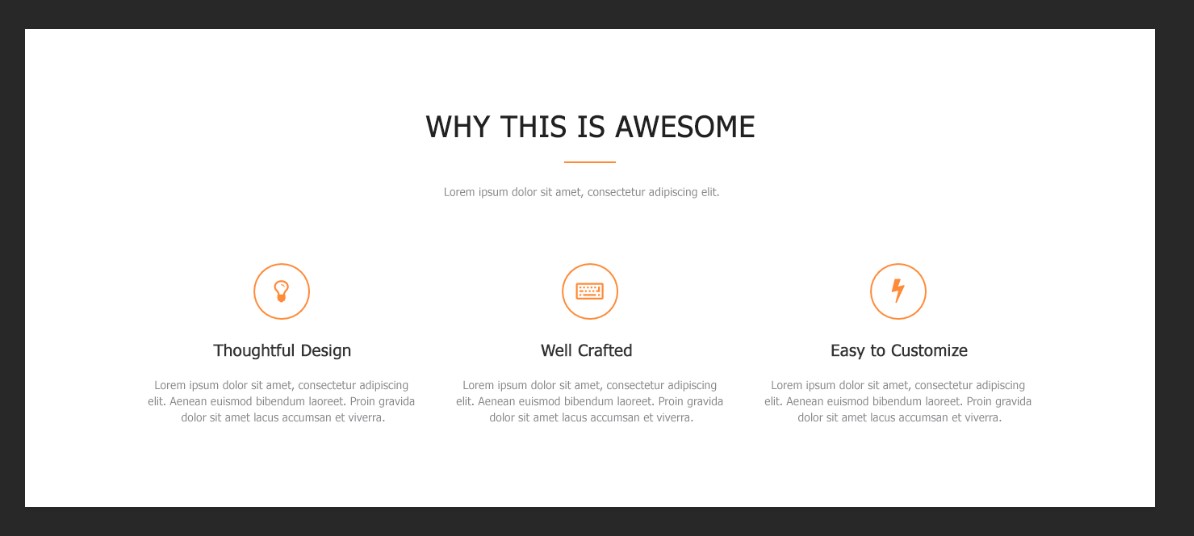 WHY THIS IS AWESOME
Lorem ipsum dolor sit amet, consectetur adipiscing elit.
Thoughtful Design
Lorem ipsum dolor sit amet, consectetur adipiscing
elit. Aenean euismod bibendum laoreet. Proin gravida
dolor sit amet lacus accumsan et viverra.
Well Crafted
Lorem ipsum dolor sit amet, consectetur adipiscing
elit. Aenean euismod bibendum laoreet. Proin gravida
dolor sit amet lacus accumsan et viverra.
Easy to Customize
Lorem ipsum dolor sit amet, consectetur adipiscing
elit. Aenean euismod bibendum laoreet. Proin gravida
dolor sit amet lacus accumsan et viverra.